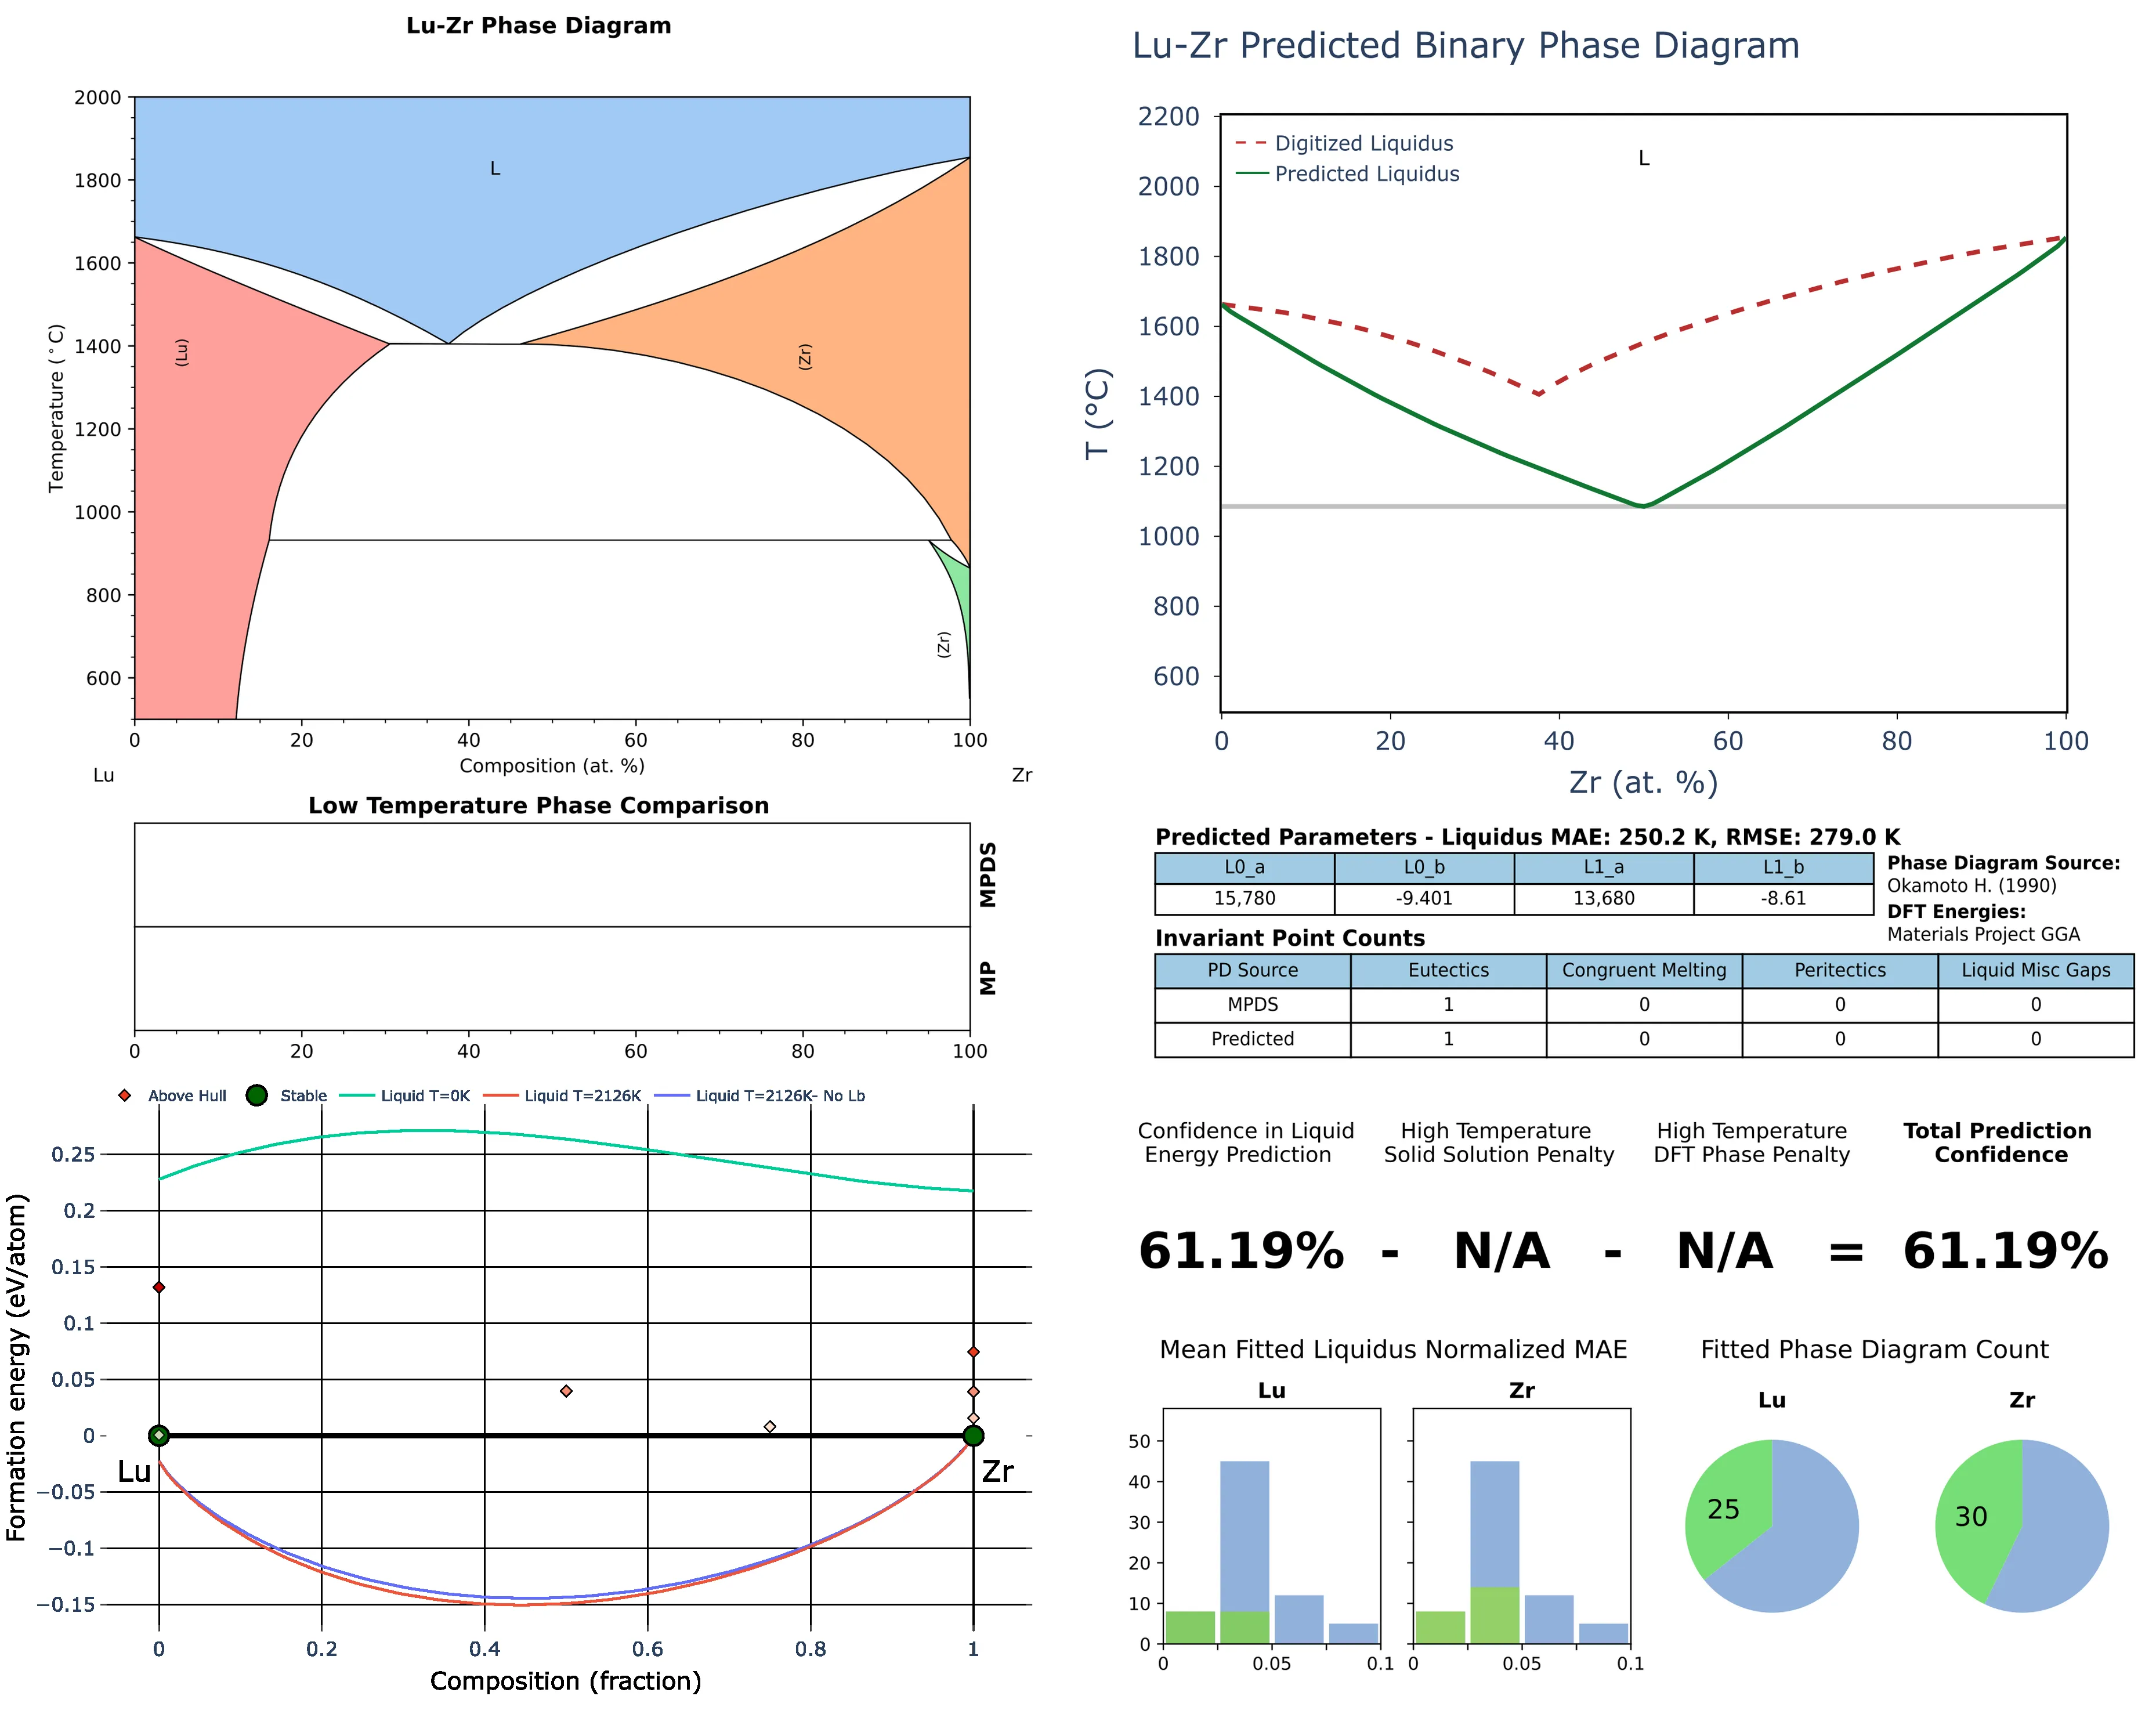 Lu-Zr Phase Diagram
2000
1800
1600
1400
1200
1000
800
600
Temperature (°C)
L
(Lu)
(Zr)
(Zr)
0 20 40 60 80 100
Lu Composition (at. %) Zr
Low Temperature Phase Comparison
MPDS
MP
0 20 40 60 80 100
Above Hull Stable Liquid T=0K Liquid T=2126K Liquid T=2126K- No Lb
0.25
0.2
0.15
0.1
0.05
0
−0.05
−0.1
−0.15
Formation energy (eV/atom)
Lu Zr
0 0.2 0.4 0.6 0.8 1
Composition (fraction)
Lu-Zr Predicted Binary Phase Diagram
2200
2000
1800
1600
1400
1200
1000
800
600
T (°C)
Digitized Liquidus
Predicted Liquidus
L
0 20 40 60 80 100
Zr (at. %)
Predicted Parameters - Liquidus MAE: 250.2 K, RMSE: 279.0 K
L0_a L0_b L1_a L1_b
15,780 -9.401 13,680 -8.61
Phase Diagram Source:
Okamoto H. (1990)
DFT Energies:
Materials Project GGA
Invariant Point Counts
PD Source Eutectics Congruent Melting Peritectics Liquid Misc Gaps
MPDS 1 0 0 0
Predicted 1 0 0 0
Confidence in Liquid
Energy Prediction
High Temperature
Solid Solution Penalty
High Temperature
DFT Phase Penalty
Total Prediction
Confidence
61.19% - N/A - N/A = 61.19%
Mean Fitted Liquidus Normalized MAE
Lu Zr
50
40
30
20
10
0
0 0.05 0.1 0 0.05 0.1
Fitted Phase Diagram Count
Lu Zr
25 30